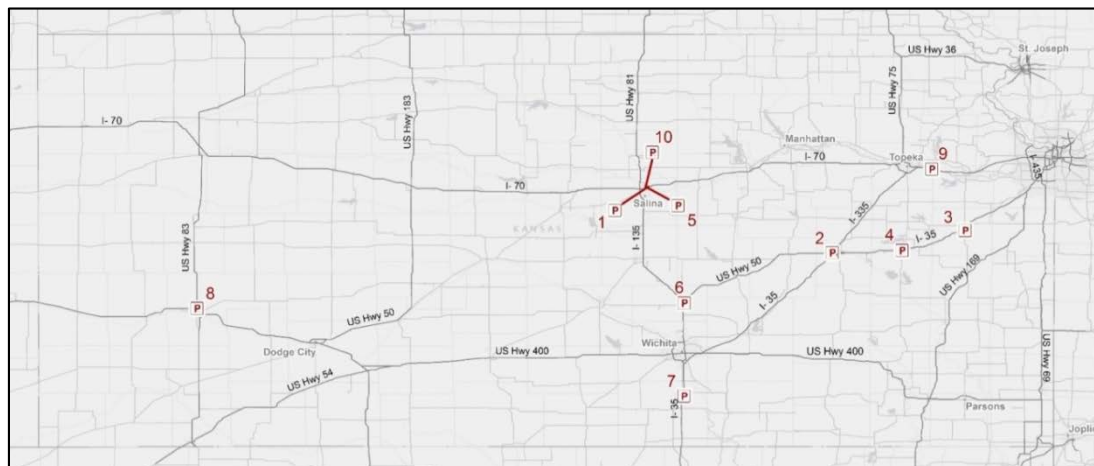 US Hwy 36
St Joseph
US Hwy 81
US Hwy 75
US Hwy 183
I- 70
10
P
Manhattan
I- 70
Topeka
9
P
I- 435
I- 70
Salina
1
P
5
P
KANSAS
I- 335
3
P
2
P
4
P
I- 35
US Hwy 83
I- 135
US Hwy 50
US Hwy 169
8
P
6
P
I- 35
US Hwy 50
Dodge City
Wichita
US Hwy 400
US Hwy 400
US Hwy 54
US Hwy 69
7
P
I- 35
Parsons
Joplin